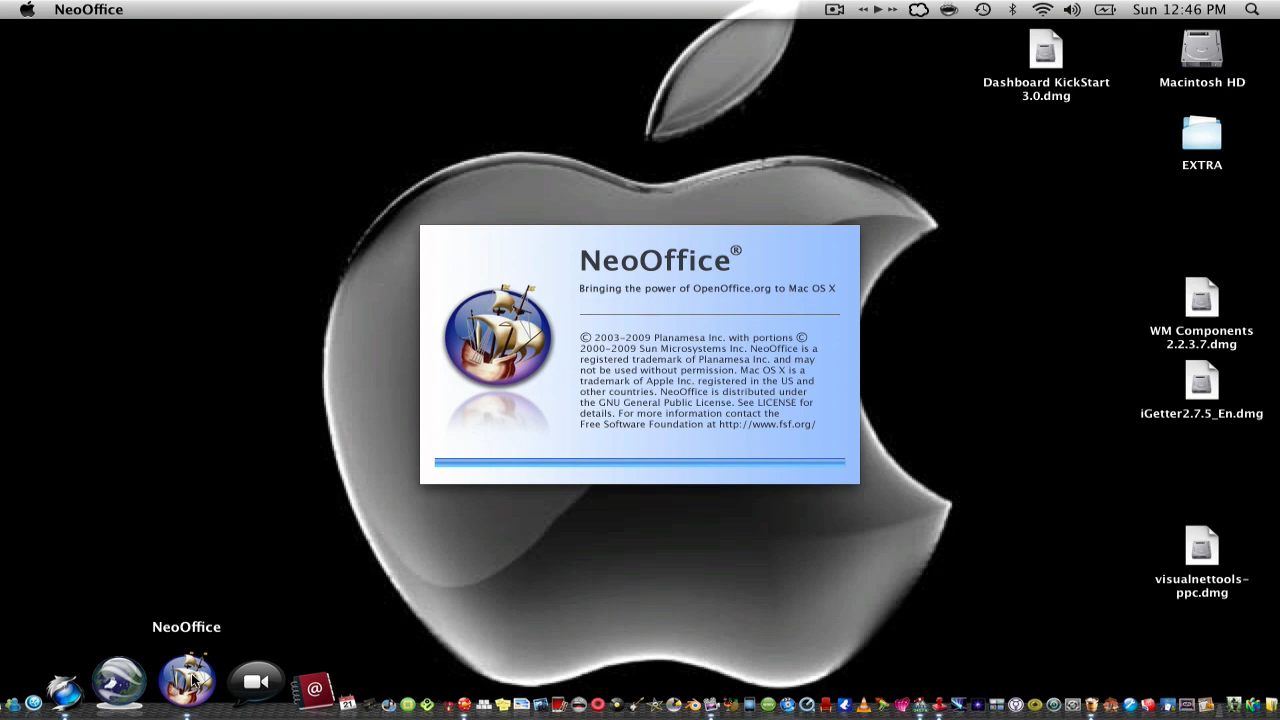 NeoOffice
Sun 12:46 PM
Dashboard KickStart
3.0.dmg
Macintosh HD
EXTRA
NeoOffice®
Bringing the power of OpenOffice.org to Mac OS X
© 2003-2009 Planamesa Inc. with portions ©
2000-2009 Sun Microsystems Inc. NeoOffice is a
registered trademark of Planamesa Inc. and may
not be used without permission. Mac OS X is a
trademark of Apple Inc. registered in the US and
other countries. NeoOffice is distributed under
the GNU General Public License. See LICENSE for
details. For more information contact the
Free Software Foundation at http://www.fsf.org/
WM Components
2.2.3.7.dmg
iGetter2.7.5_En.dmg
visualnettools-
ppc.dmg
NeoOffice
@
21